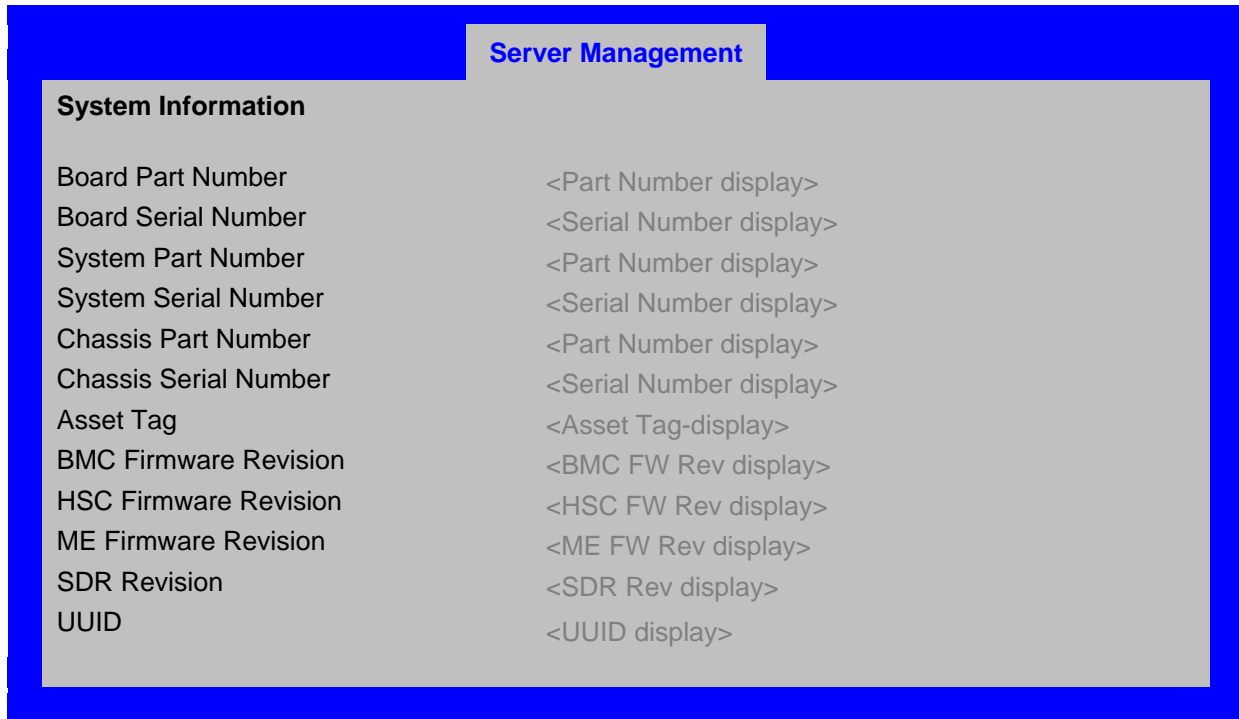 Server Management
System Information
Board Part Number <Part Number display>
Board Serial Number <Serial Number display>
System Part Number <Part Number display>
System Serial Number <Serial Number display>
Chassis Part Number <Part Number display>
Chassis Serial Number <Serial Number display>
Asset Tag <Asset Tag-display>
BMC Firmware Revision <BMC FW Rev display>
HSC Firmware Revision <HSC FW Rev display>
ME Firmware Revision <ME FW Rev display>
SDR Revision <SDR Rev display>
UUID <UUID display>